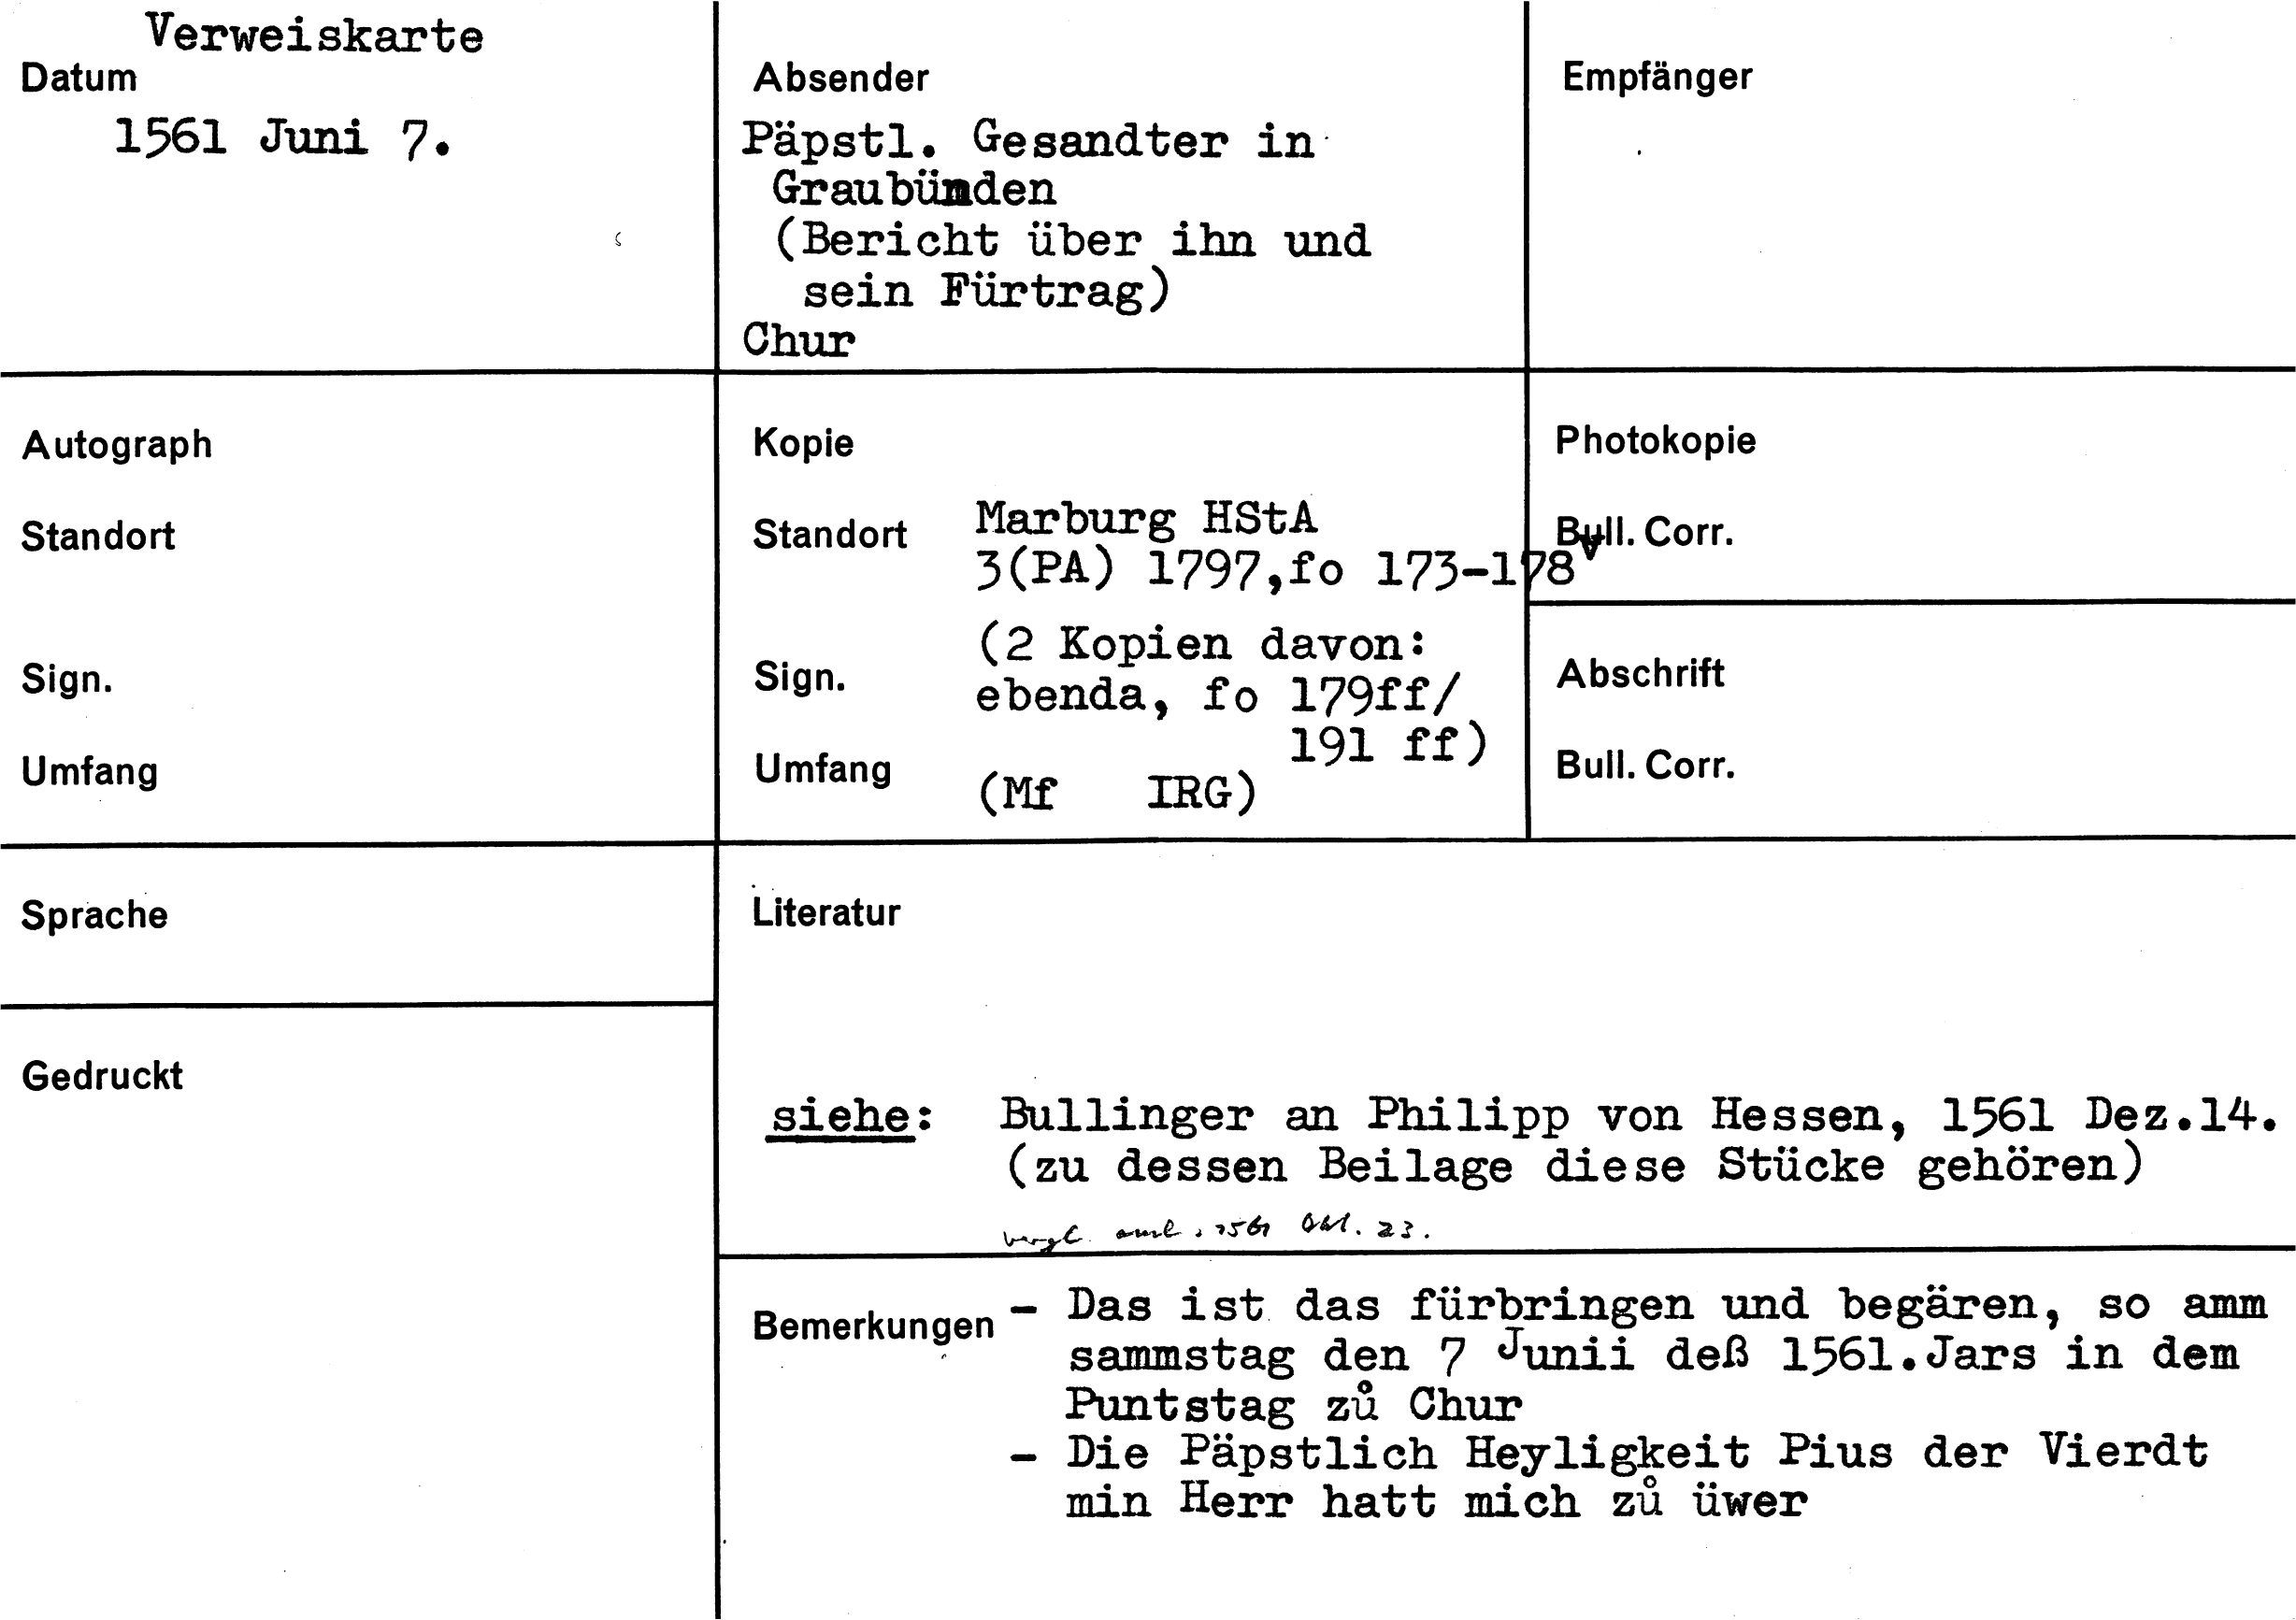 Verweiskarte
Datum
1561 Juni 7.
Absender
Päpstl. Gesandter in
Graubünden
(Bericht über ihn und
sein Fürtrag)
Chur
Empfänger
Autograph
Standort
Sign.
Umfang
Kopie
Standort Marburg HStA
3(PA) 1797,fo 173-178v
(2 Kopien davon:
Sign. ebenda, fo 179ff/
191 ff)
Umfang (Mf IRG)
Photokopie
Bull. Corr.
Abschrift
Bull. Corr.
Sprache
Gedruckt
Literatur
siehe: Bullinger an Philipp von Hessen, 1561 Dez.14.
(zu dessen Beilage diese Stücke gehören)
vergl. 1561 Okt. 23.
Bemerkungen - Das ist das fürbringen und begären, so amm
sammstag den 7 Junii deß 1561.Jars in dem
Puntstag zů Chur
- Die Päpstlich Heyligkeit Pius der Vierdt
min Herr hatt mich zů üwer